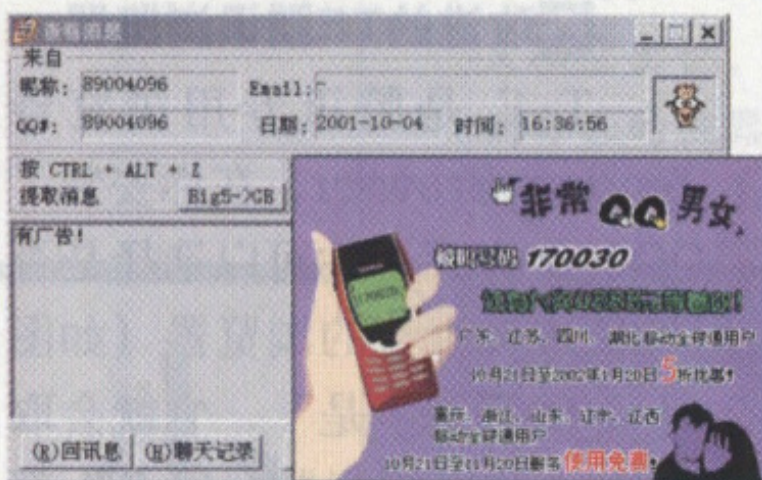 查看消息
来自
昵称: 89004096 Email:
QQ#: 89004096 日期: 2001-10-04 时间: 16:36:56
按 CTRL + ALT + Z
提取消息 Big5->GB
有广告!
非常QQ男女
170030
170030
广东、江苏、四川、湖北移动全球通用户
10月21日至2002年1月20日5折优惠!
重庆、浙江、山东、辽宁、江西
移动全球通用户
10月21日至11月20日 使用免费!
(R)回讯息 (H)聊天记录